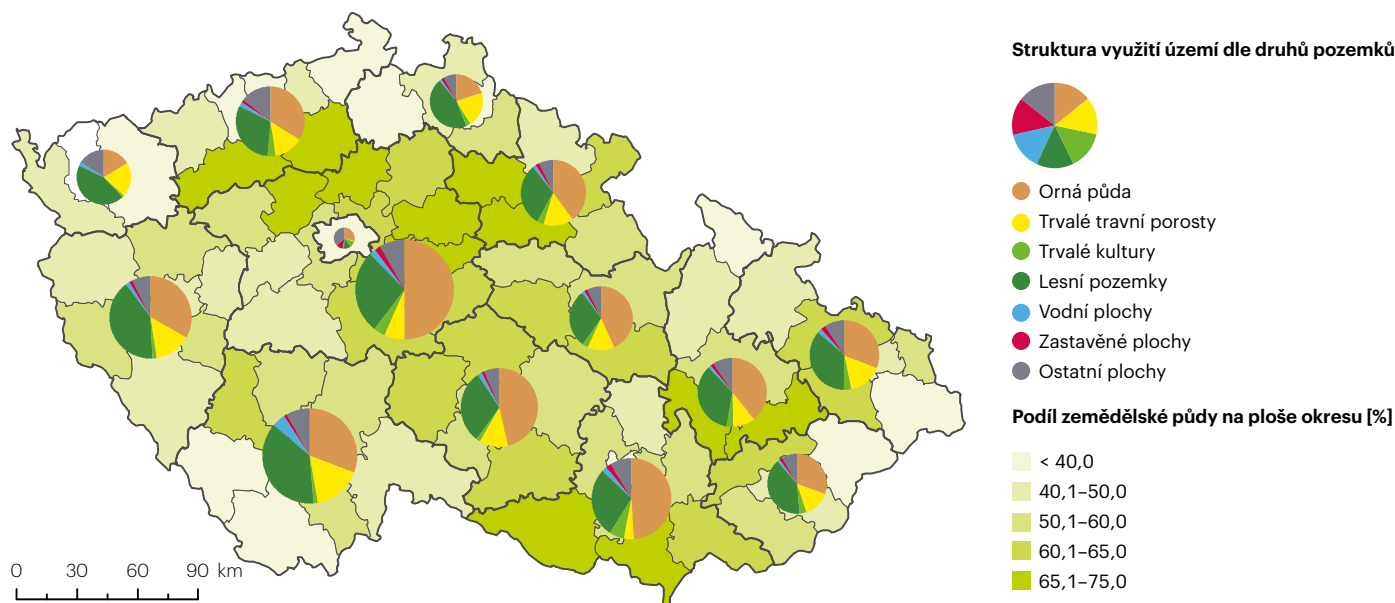 Struktura využití území dle druhů pozemků
Orná půda
Trvalé travní porosty
Trvalé kultury
Lesní pozemky
Vodní plochy
Zastavěné plochy
Ostatní plochy
Podíl zemědělské půdy na ploše okresu [%]
< 40,0
40,1–50,0
50,1–60,0
60,1–65,0
65,1–75,0
0 30 60 90 km